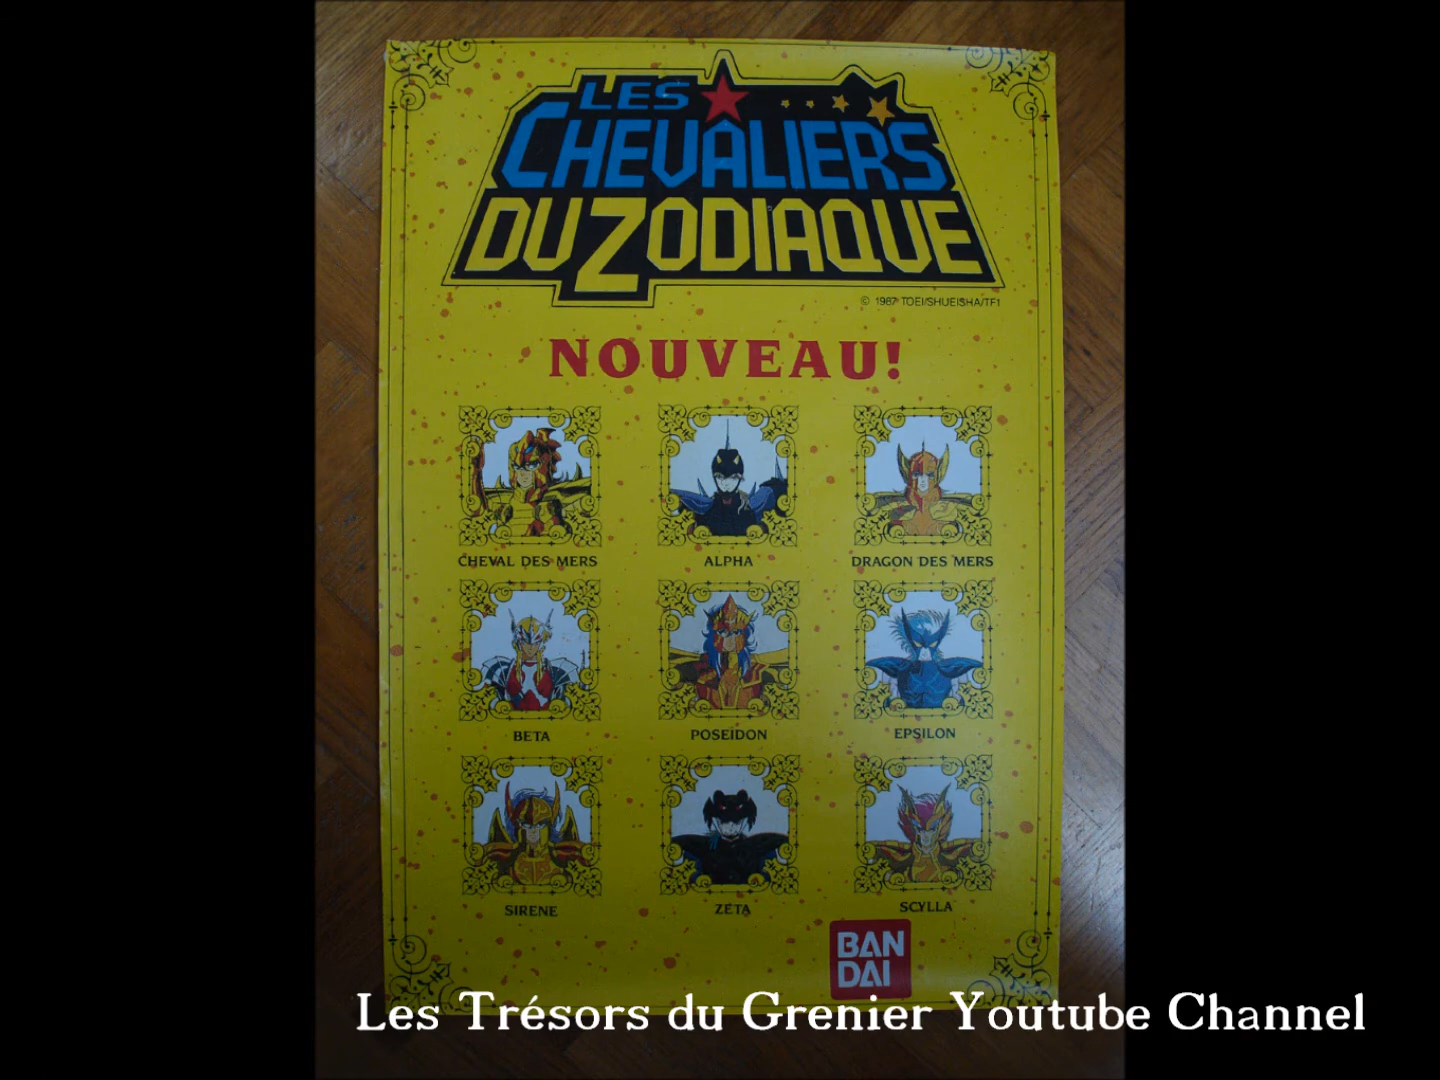 LES
CHEVALIERS
DU ZODIAQUE
© 1987 TOEI/SHUEISHA/TF1
NOUVEAU!
CHEVAL DES MERS
ALPHA
DRAGON DES MERS
BETA
POSEÏDON
EPSILON
SIRENE
ZETA
SCYLLA
BAN
DAI
Les Trésors du Grenier Youtube Channel